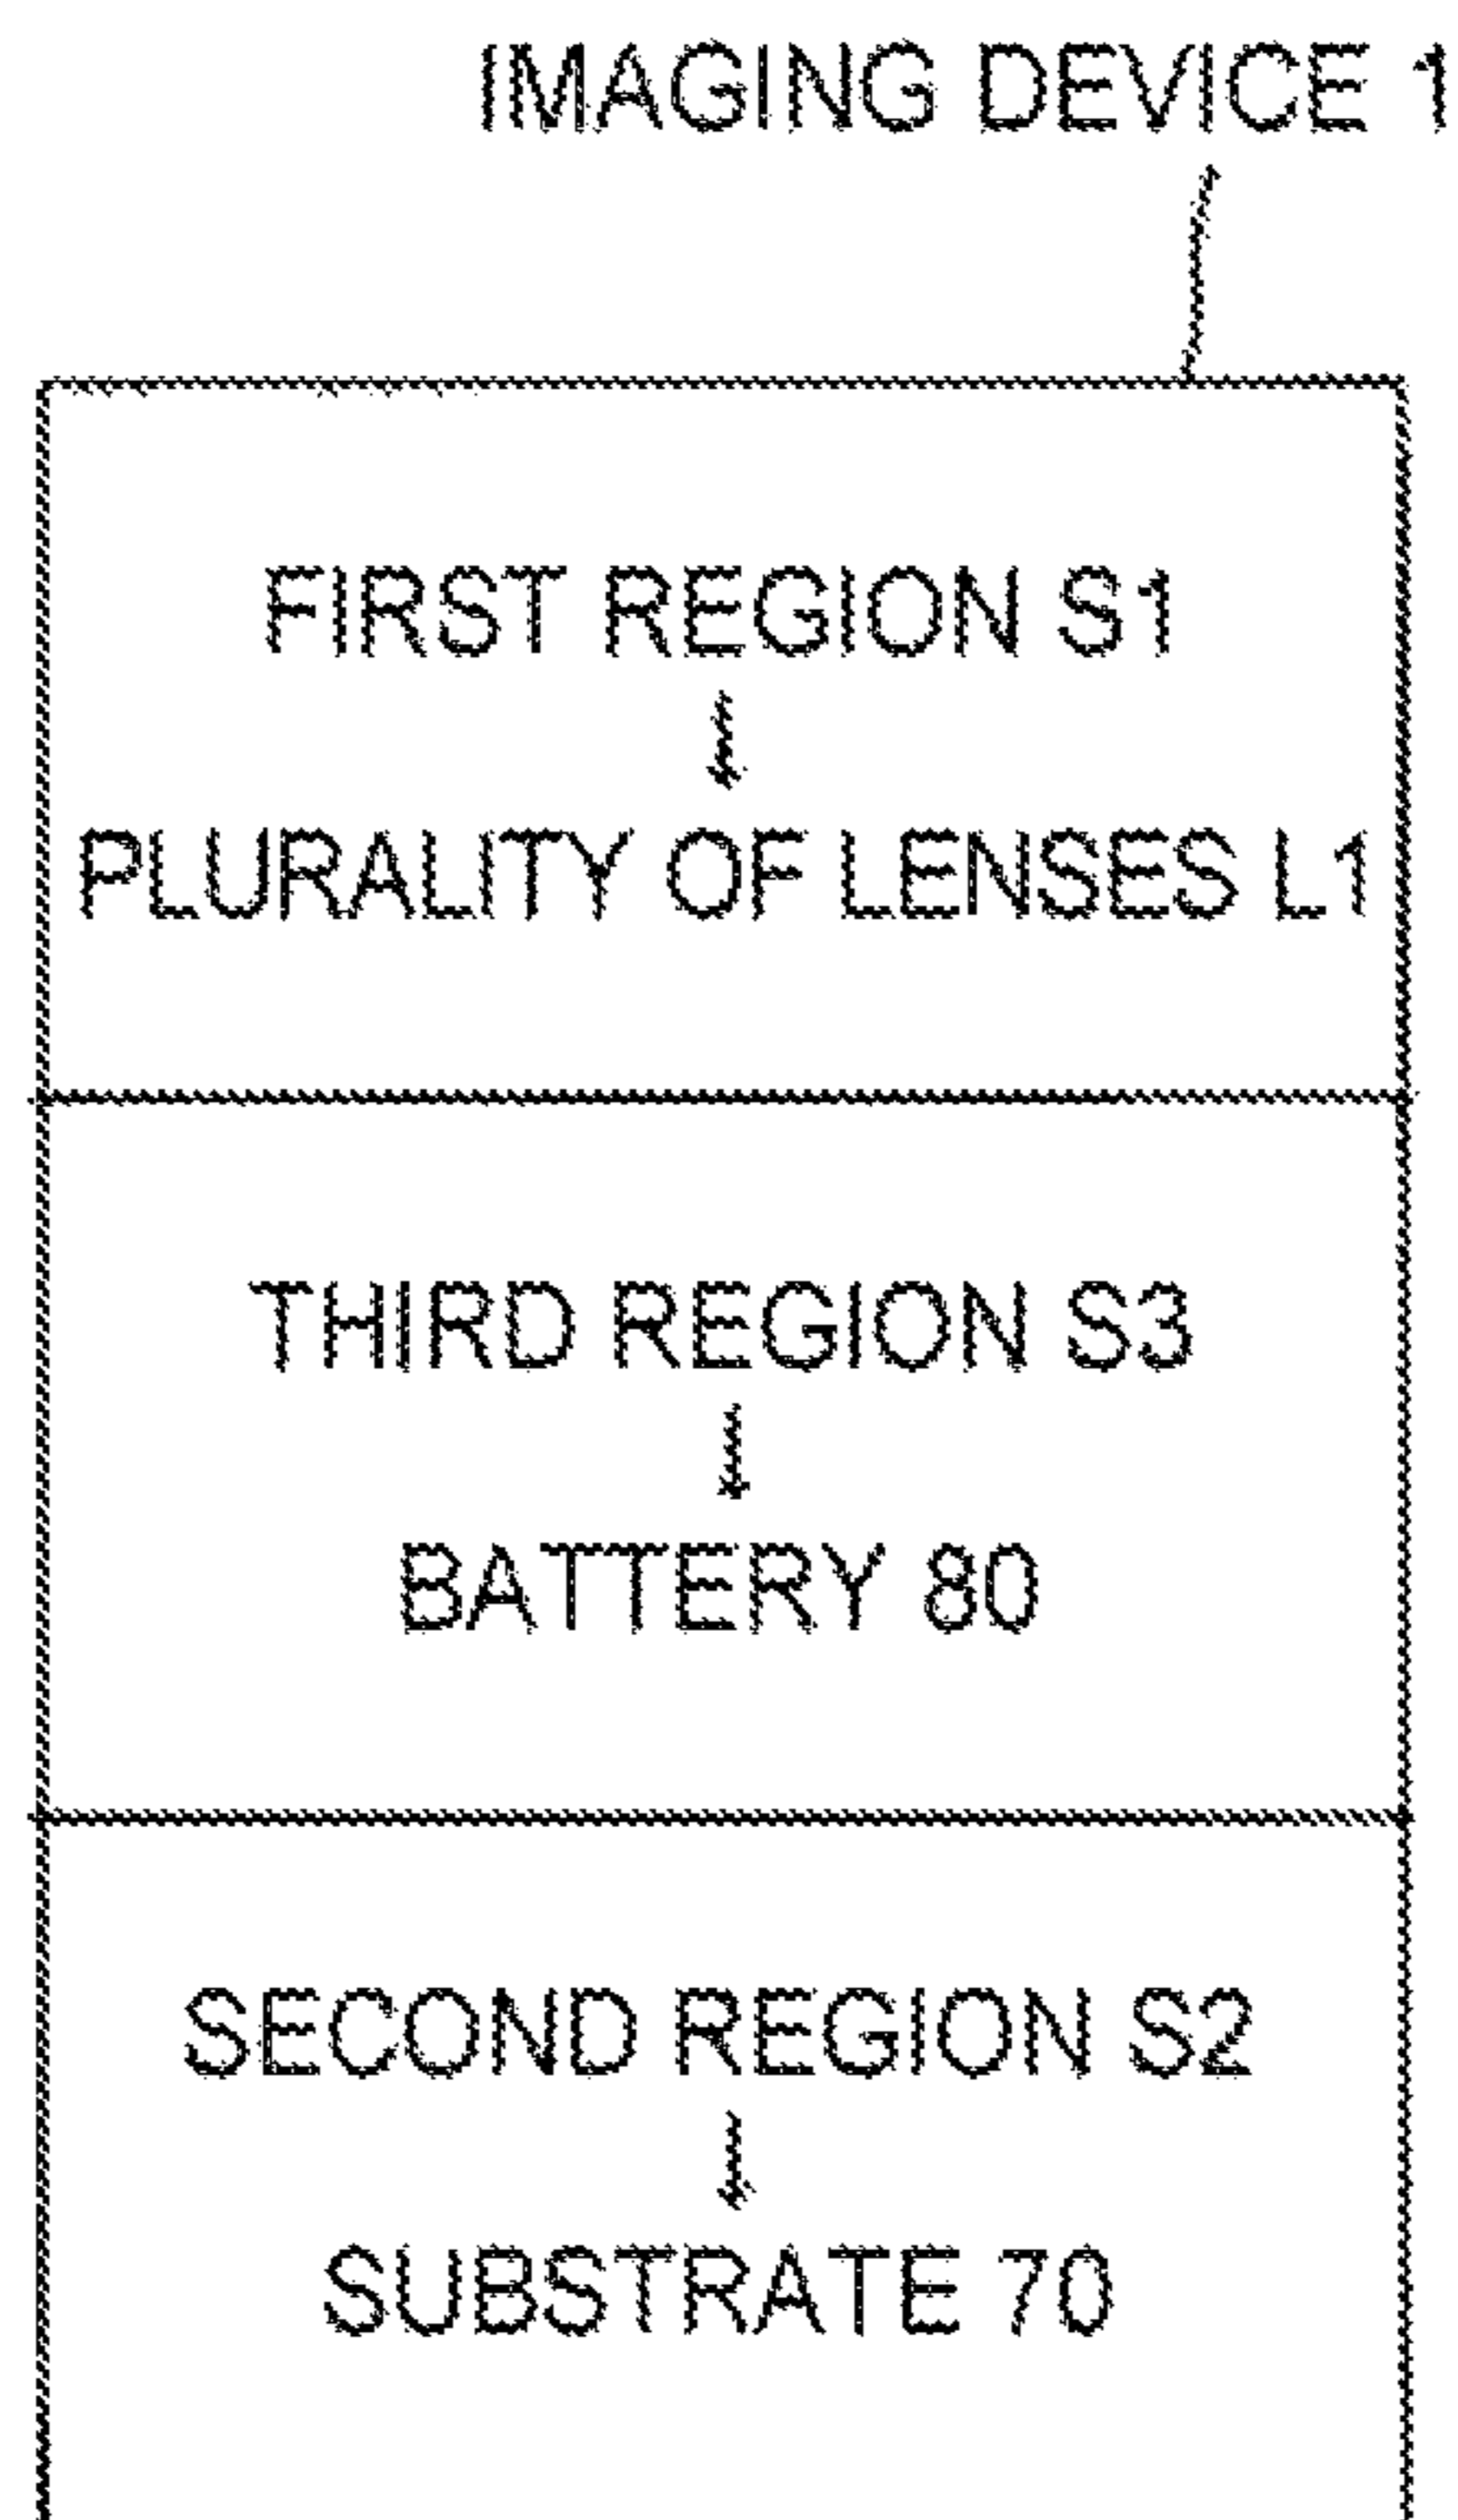 IMAGING DEVICE 1
FIRST REGION S1
PLURALITY OF LENSES L1
THIRD REGION S3
BATTERY 80
SECOND REGION S2
SUBSTRATE 70